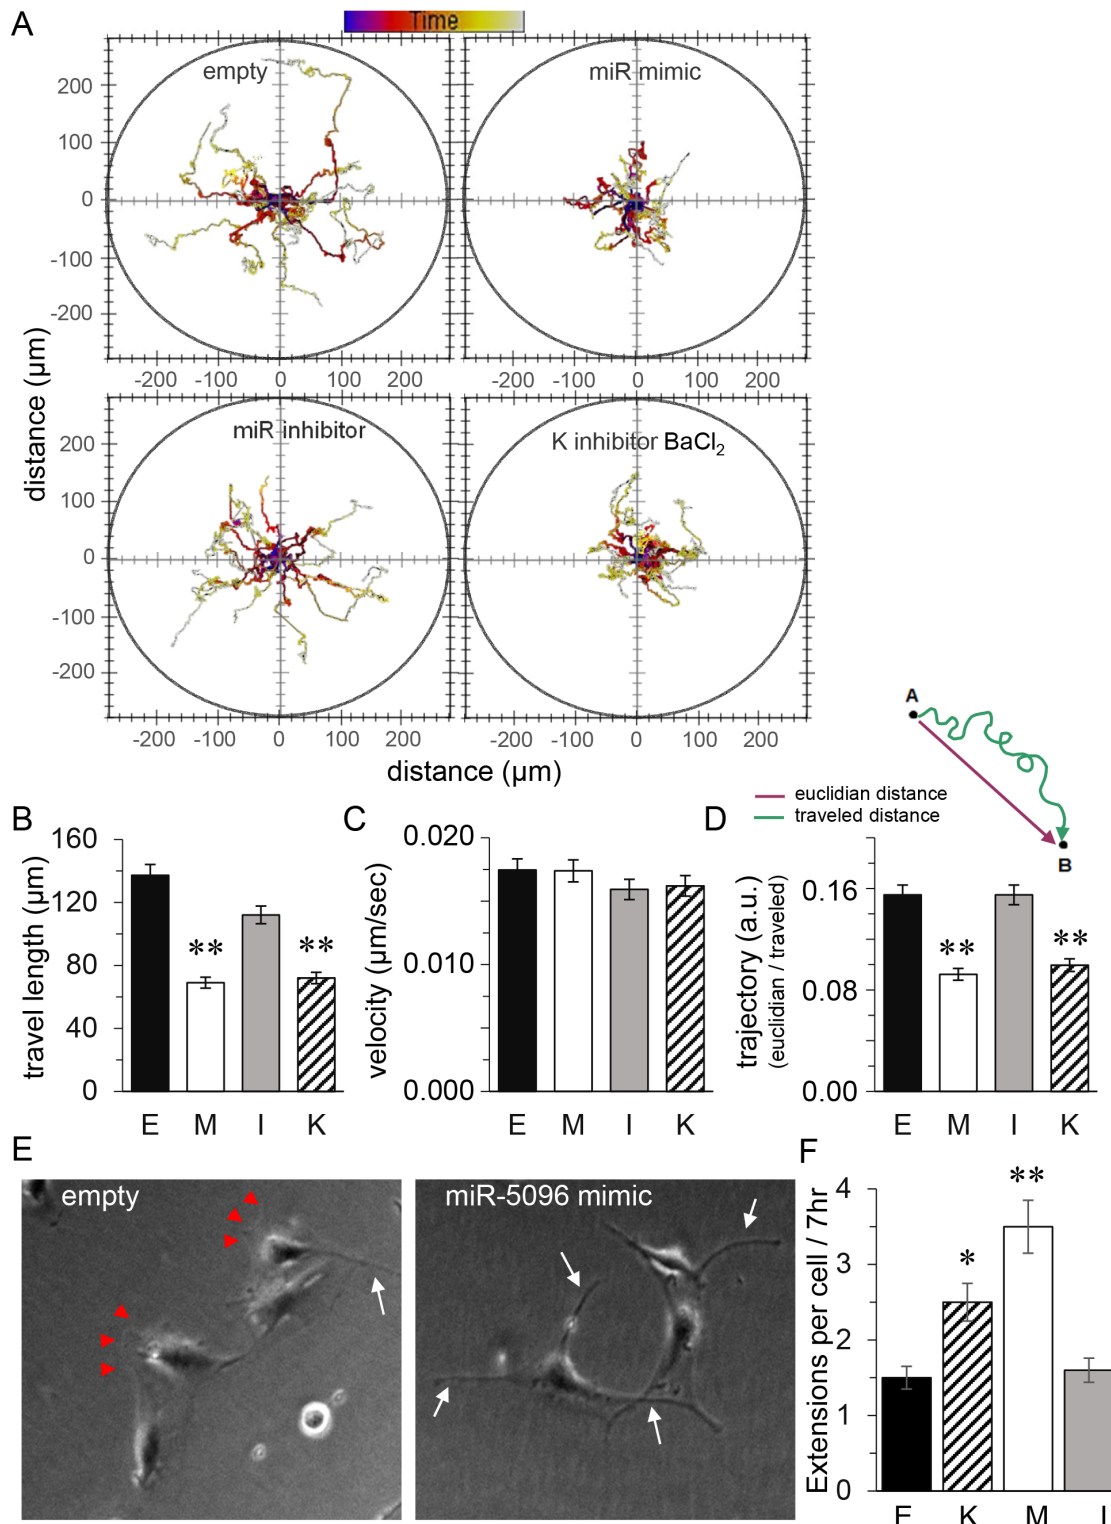 A
Time
empty
miR mimic
200
100
0
-100
-200
-200 -100 0 100 200
-200 -100 0 100 200
miR inhibitor
K inhibitor BaCl₂
200
100
0
-100
-200
-200 -100 0 100 200
-200 -100 0 100 200
distance (µm)
distance (µm)
A
B
euclidian distance
traveled distance
B
travel length (µm)
160
120
80
40
0
**
**
E M I K
C
velocity (µm/sec)
0.020
0.010
0.000
E M I K
D
trajectory (a.u.)
(euclidian / traveled)
0.16
0.08
0.00
**
**
E M I K
E
empty
miR-5096 mimic
F
Extensions per cell / 7hr
4
3
2
1
0
*
**
E K M I